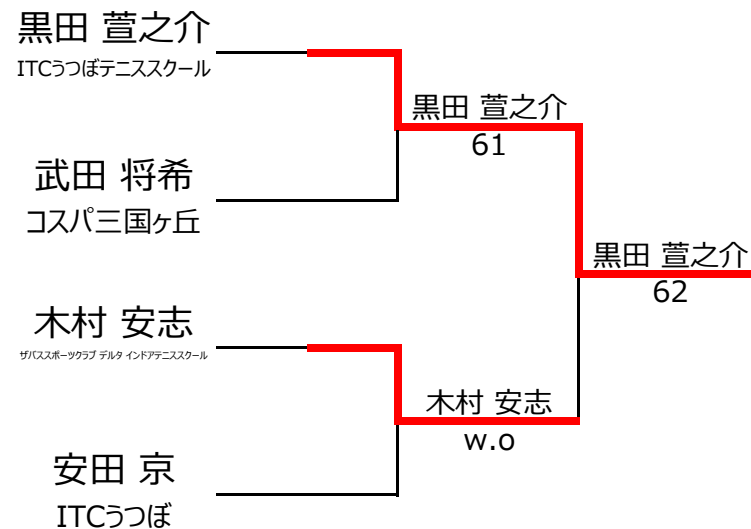 黒田 萱之介
ITCうつぼテニススクール
武田 将希
コスパ三国ヶ丘
木村 安志
ザバススポーツクラブ デルタ インドアテニススクール
安田 京
ITCうつぼ
黒田 萱之介
61
木村 安志
w.o
黒田 萱之介
62